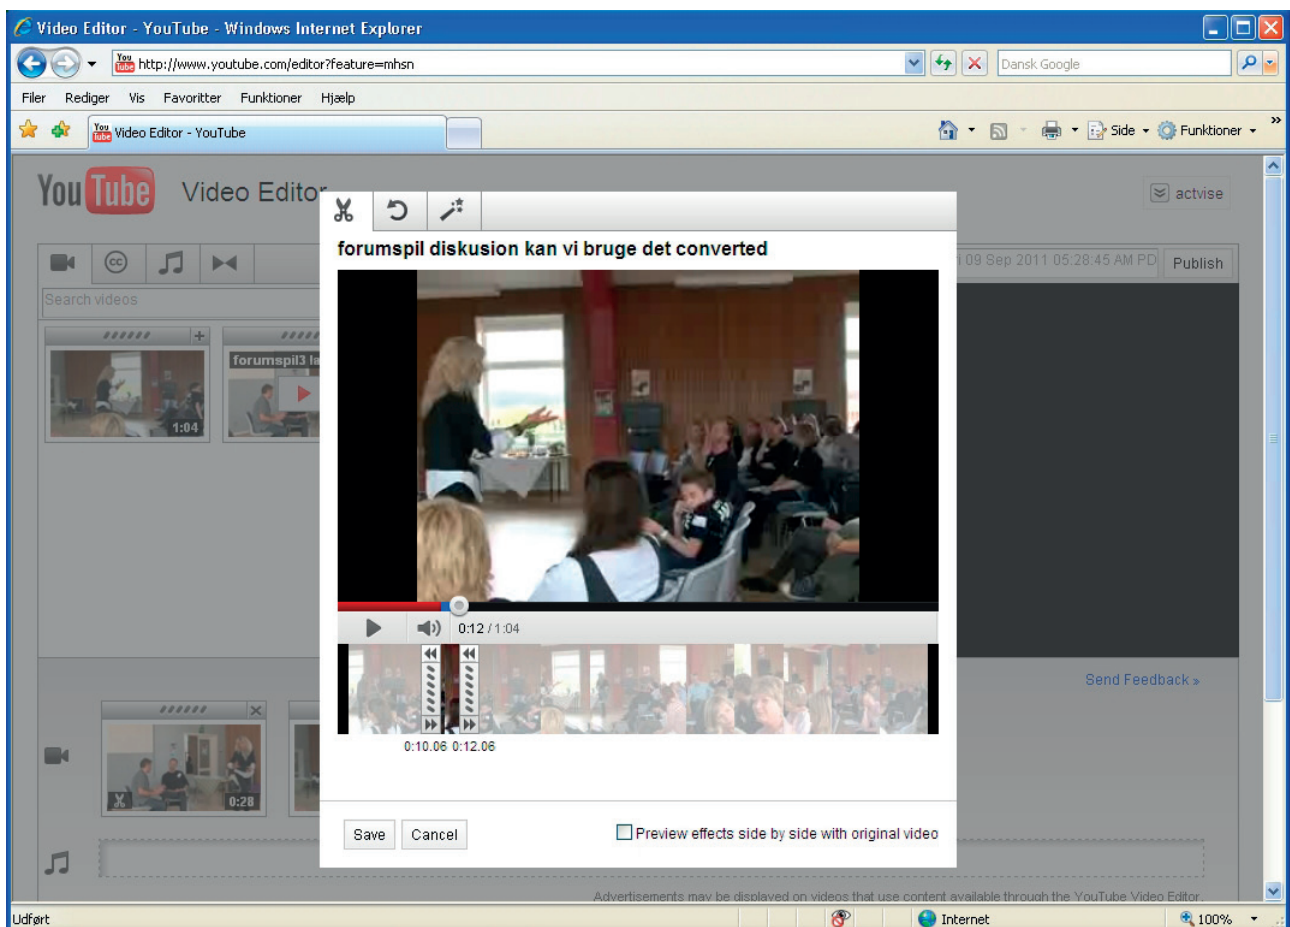 Video Editor - YouTube - Windows Internet Explorer
http://www.youtube.com/editor?feature=mhsn
Dansk Google
Filer Rediger Vis Favoritter Funktioner Hjælp
Video Editor - YouTube
Side
Funktioner
YouTube Video Editor
actvise
forumspil diskusion kan vi bruge det converted
09 Sep 2011 05:28:45 AM PD
Publish
Search videos
1:04
forumspil3
0:12 / 1:04
0:10.06 0:12.06
Send Feedback »
0:28
Save
Cancel
Preview effects side by side with original video
Advertisements may be displayed on videos that use content available through the YouTube Video Editor.
Udført
Internet
100%